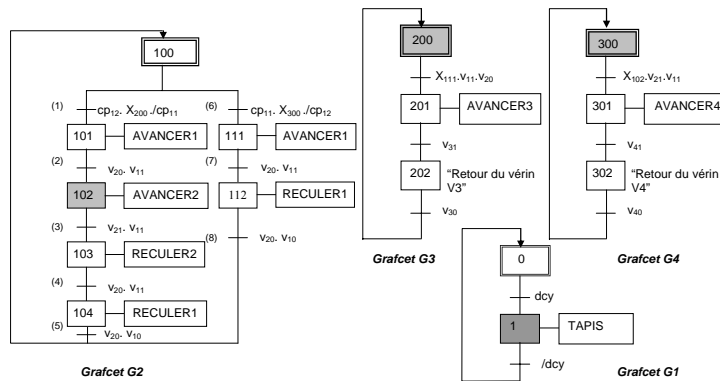 100
(1) cp12. X200 ./cp11
(6) cp11. X300 ./cp12
101 AVANCER1
111 AVANCER1
(2) v20. v11
(7) v20. v11
102 AVANCER2
112 RECULER1
(3) v21. v11
(8) v20. v10
103 RECULER2
(4) v20. v11
104 RECULER1
(5) v20. v10
Grafcet G2
200
X111.v11.v20
201 AVANCER3
v31
202 "Retour du vérin
V3"
v30
Grafcet G3
300
X102.v21.v11
301 AVANCER4
v41
302 "Retour du vérin
V4"
v40
Grafcet G4
0
dcy
1 TAPIS
/dcy
Grafcet G1